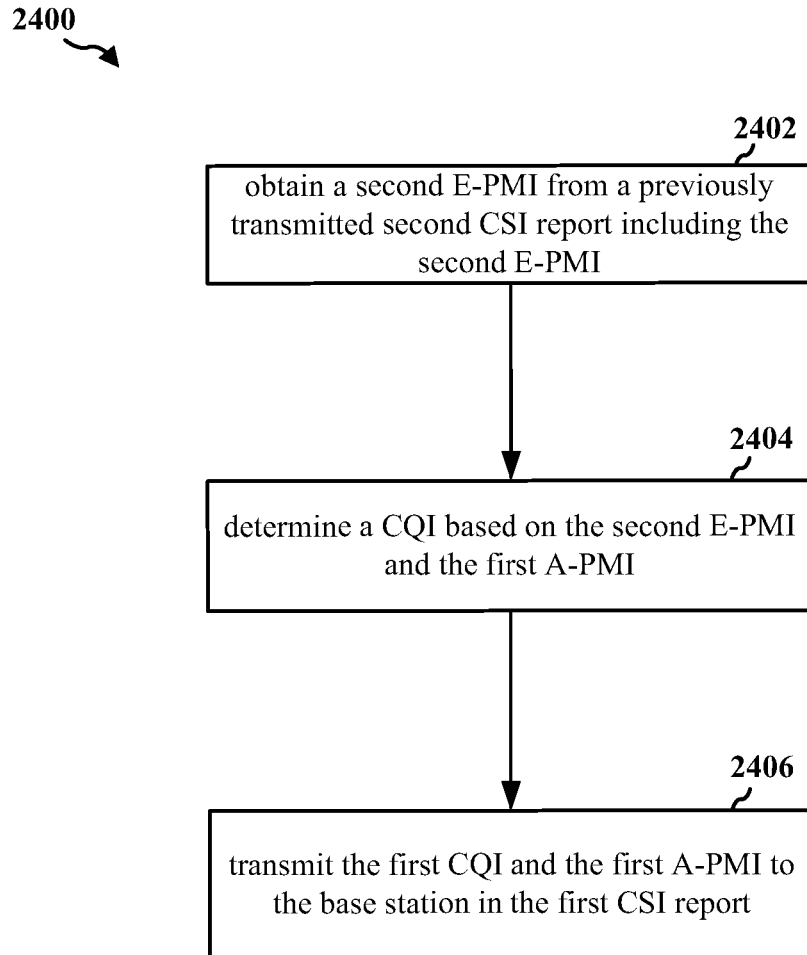 2400
2402
obtain a second E-PMI from a previously
transmitted second CSI report including the
second E-PMI
2404
determine a CQI based on the second E-PMI
and the first A-PMI
2406
transmit the first CQI and the first A-PMI to
the base station in the first CSI report